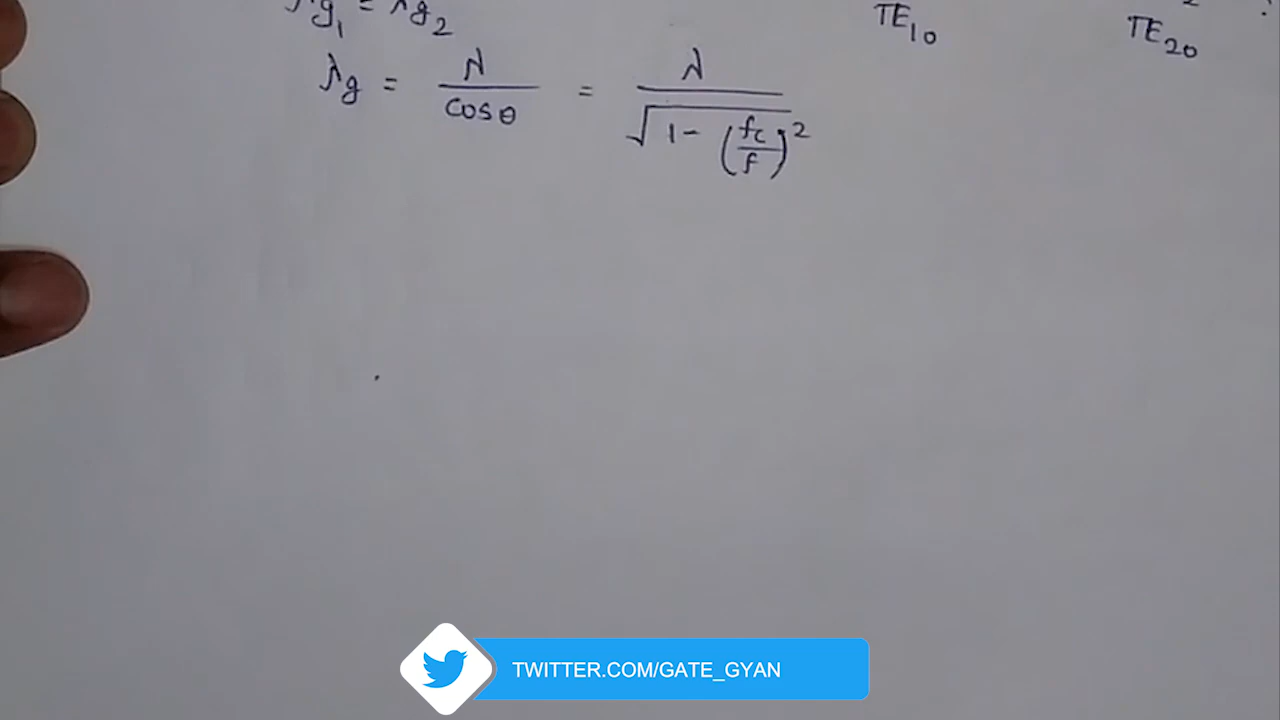 λg₁ = λg₂
TE₁₀
TE₂₀
λg = λ / cosθ = λ / √(1 - (fc/f)²)
TWITTER.COM/GATE_GYAN